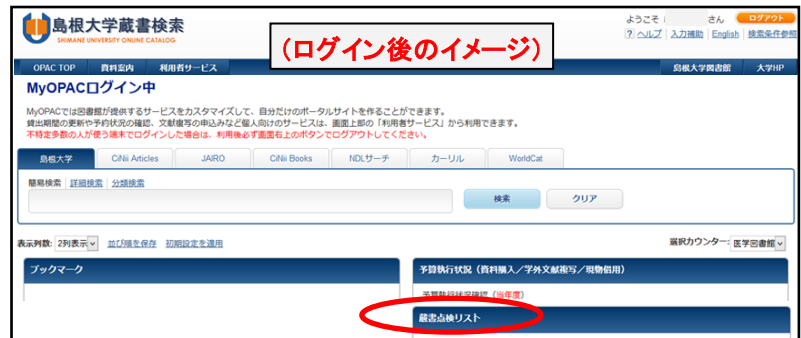 島根大学蔵書検索
SHIMANE UNIVERSITY ONLINE CATALOG
(ログイン後のイメージ)
ようこそ さん ログアウト
? ヘルプ 入力補助 English 検索条件参照
OPAC TOP 資料案内 利用者サービス 島根大学図書館 大学HP
MyOPACログイン中
MyOPACでは図書館が提供するサービスをカスタマイズして、自分だけのポータルサイトを作ることができます。
貸出期間の更新や予約状況の確認、文献複写の申込みなど個人向けのサービスは、画面上部の「利用者サービス」から利用できます。
不特定多数の人が使う端末でログインした場合は、利用後必ず画面右上のボタンでログアウトしてください。
島根大学 CiNii Articles JAIRO CiNii Books NDLサーチ カーリル WorldCat
簡易検索 詳細検索 分類検索
検索 クリア
表示列数: 2列表示 並び順を保存 初期設定を適用 選択カウンター: 医学図書館
ブックマーク 予算執行状況（資料購入／学外文献複写／現物借用）
予算執行状況確認（当年度）
蔵書点検リスト